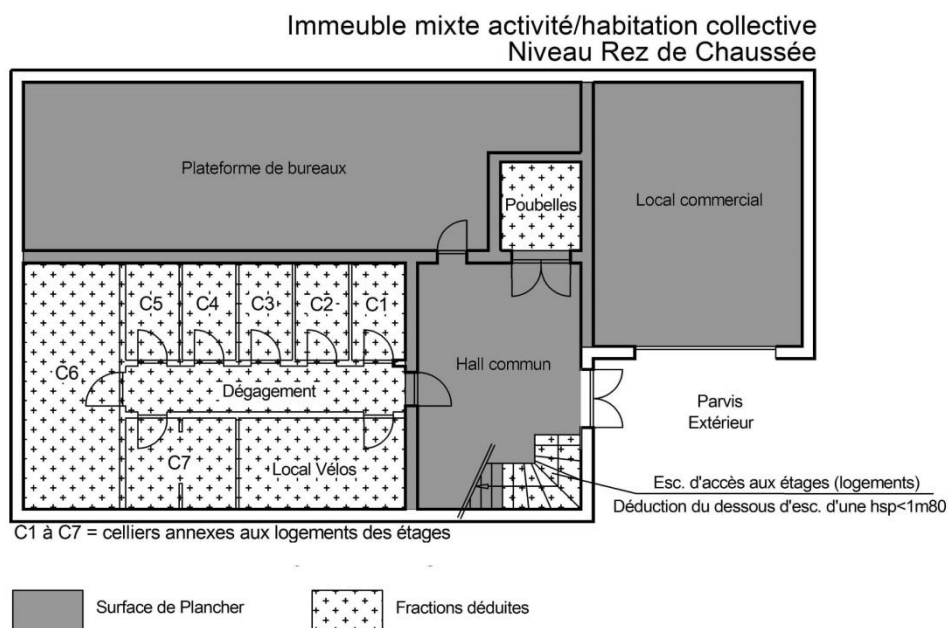 Immeuble mixte activité/habitation collective
Niveau Rez de Chaussée
Plateforme de bureaux
Poubelles
Local commercial
C5
C4
C3
C2
C1
C6
Hall commun
Dégagement
Parvis
Extérieur
C7
Local Vélos
Esc. d'accès aux étages (logements)
Déduction du dessous d'esc. d'une hsp<1m80
C1 à C7 = celliers annexes aux logements des étages
Surface de Plancher
Fractions déduites